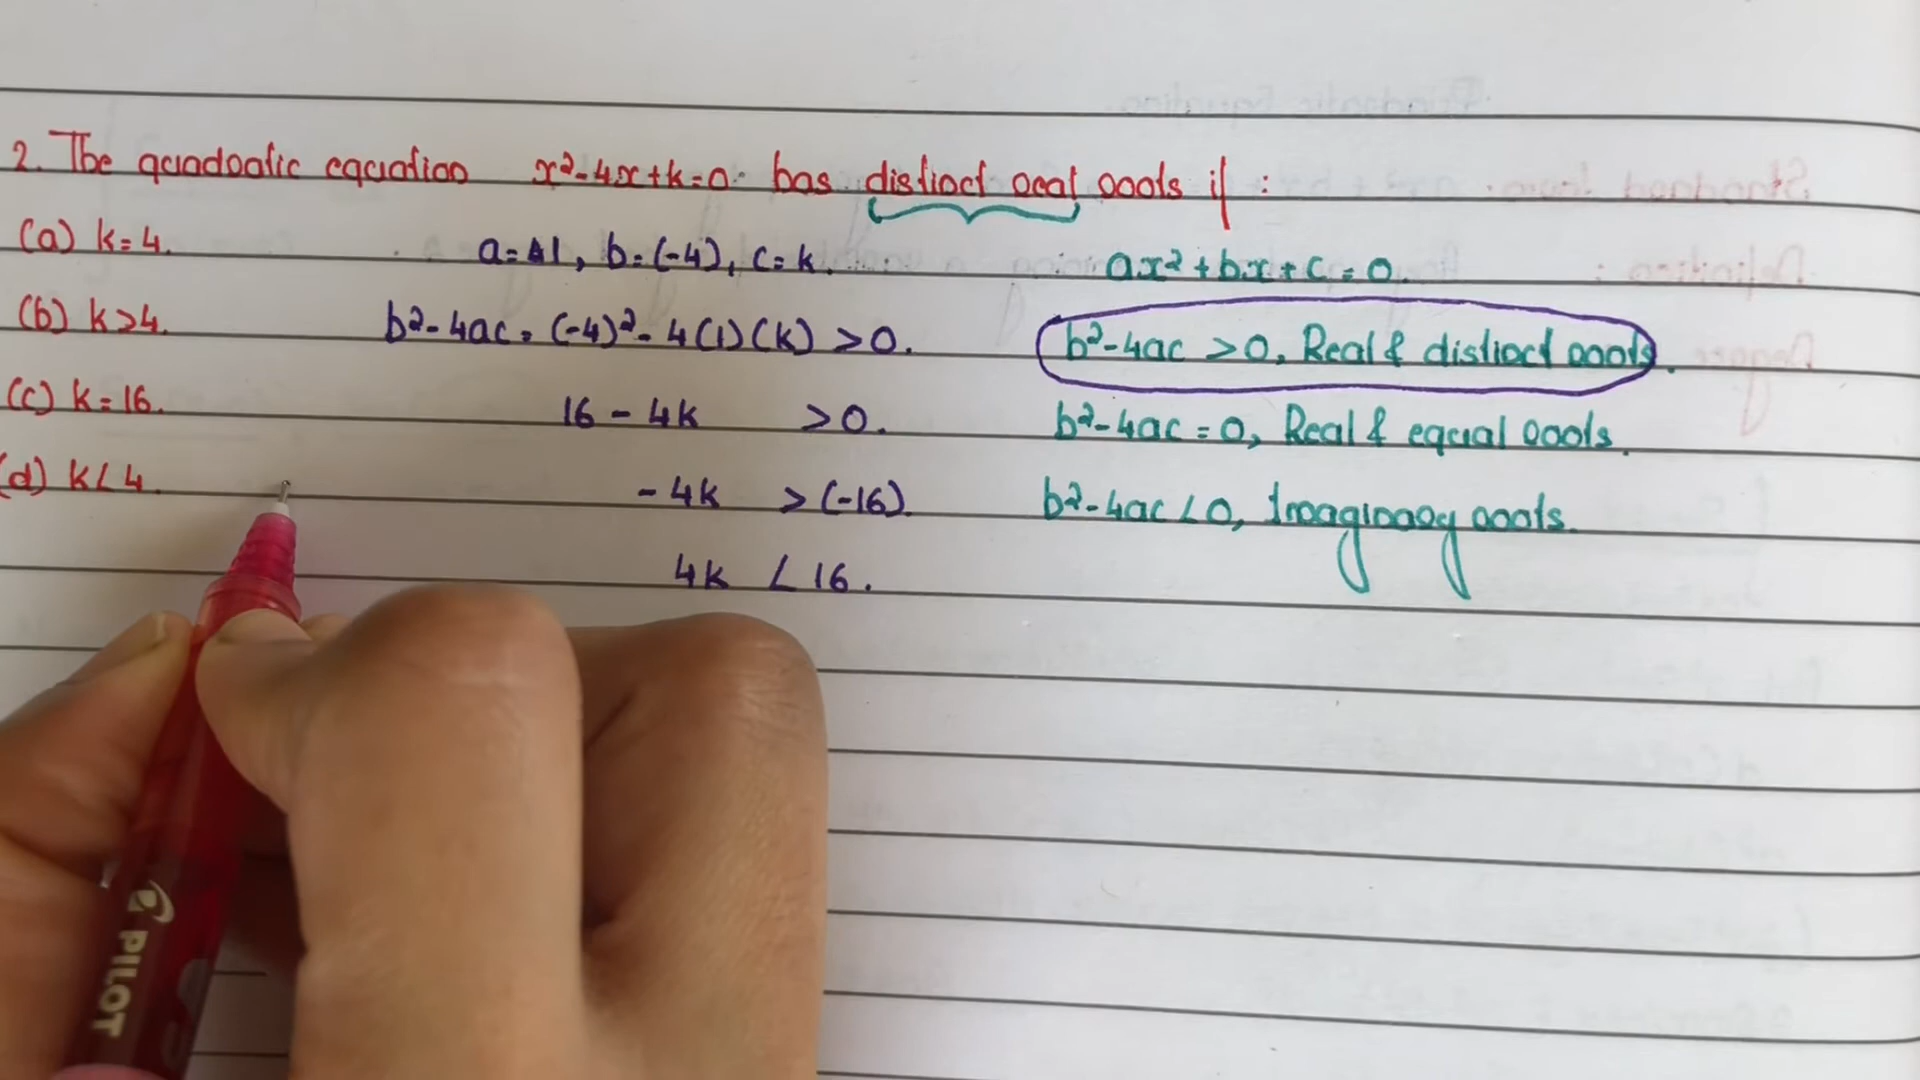 2. The quadratic equation x²-4x+k=0. has distinct real roots if :
(a) k=4.
a=1, b=(-4), c=k.
ax²+bx+c=0.
(b) k>4.
b²-4ac=(-4)²-4(1)(k) >0.
b²-4ac >0, Real & distinct roots.
(c) k=16.
16-4k >0.
b²-4ac=0, Real & equal roots.
(d) k<4.
-4k >(-16).
b²-4ac<0, Imaginary roots.
4k <16.
PILOT